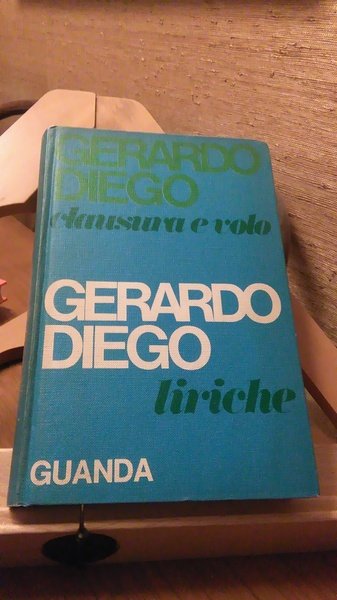 GERARDO
DIEGO
clausura e volo
GERARDO
DIEGO
liriche
GUANDA